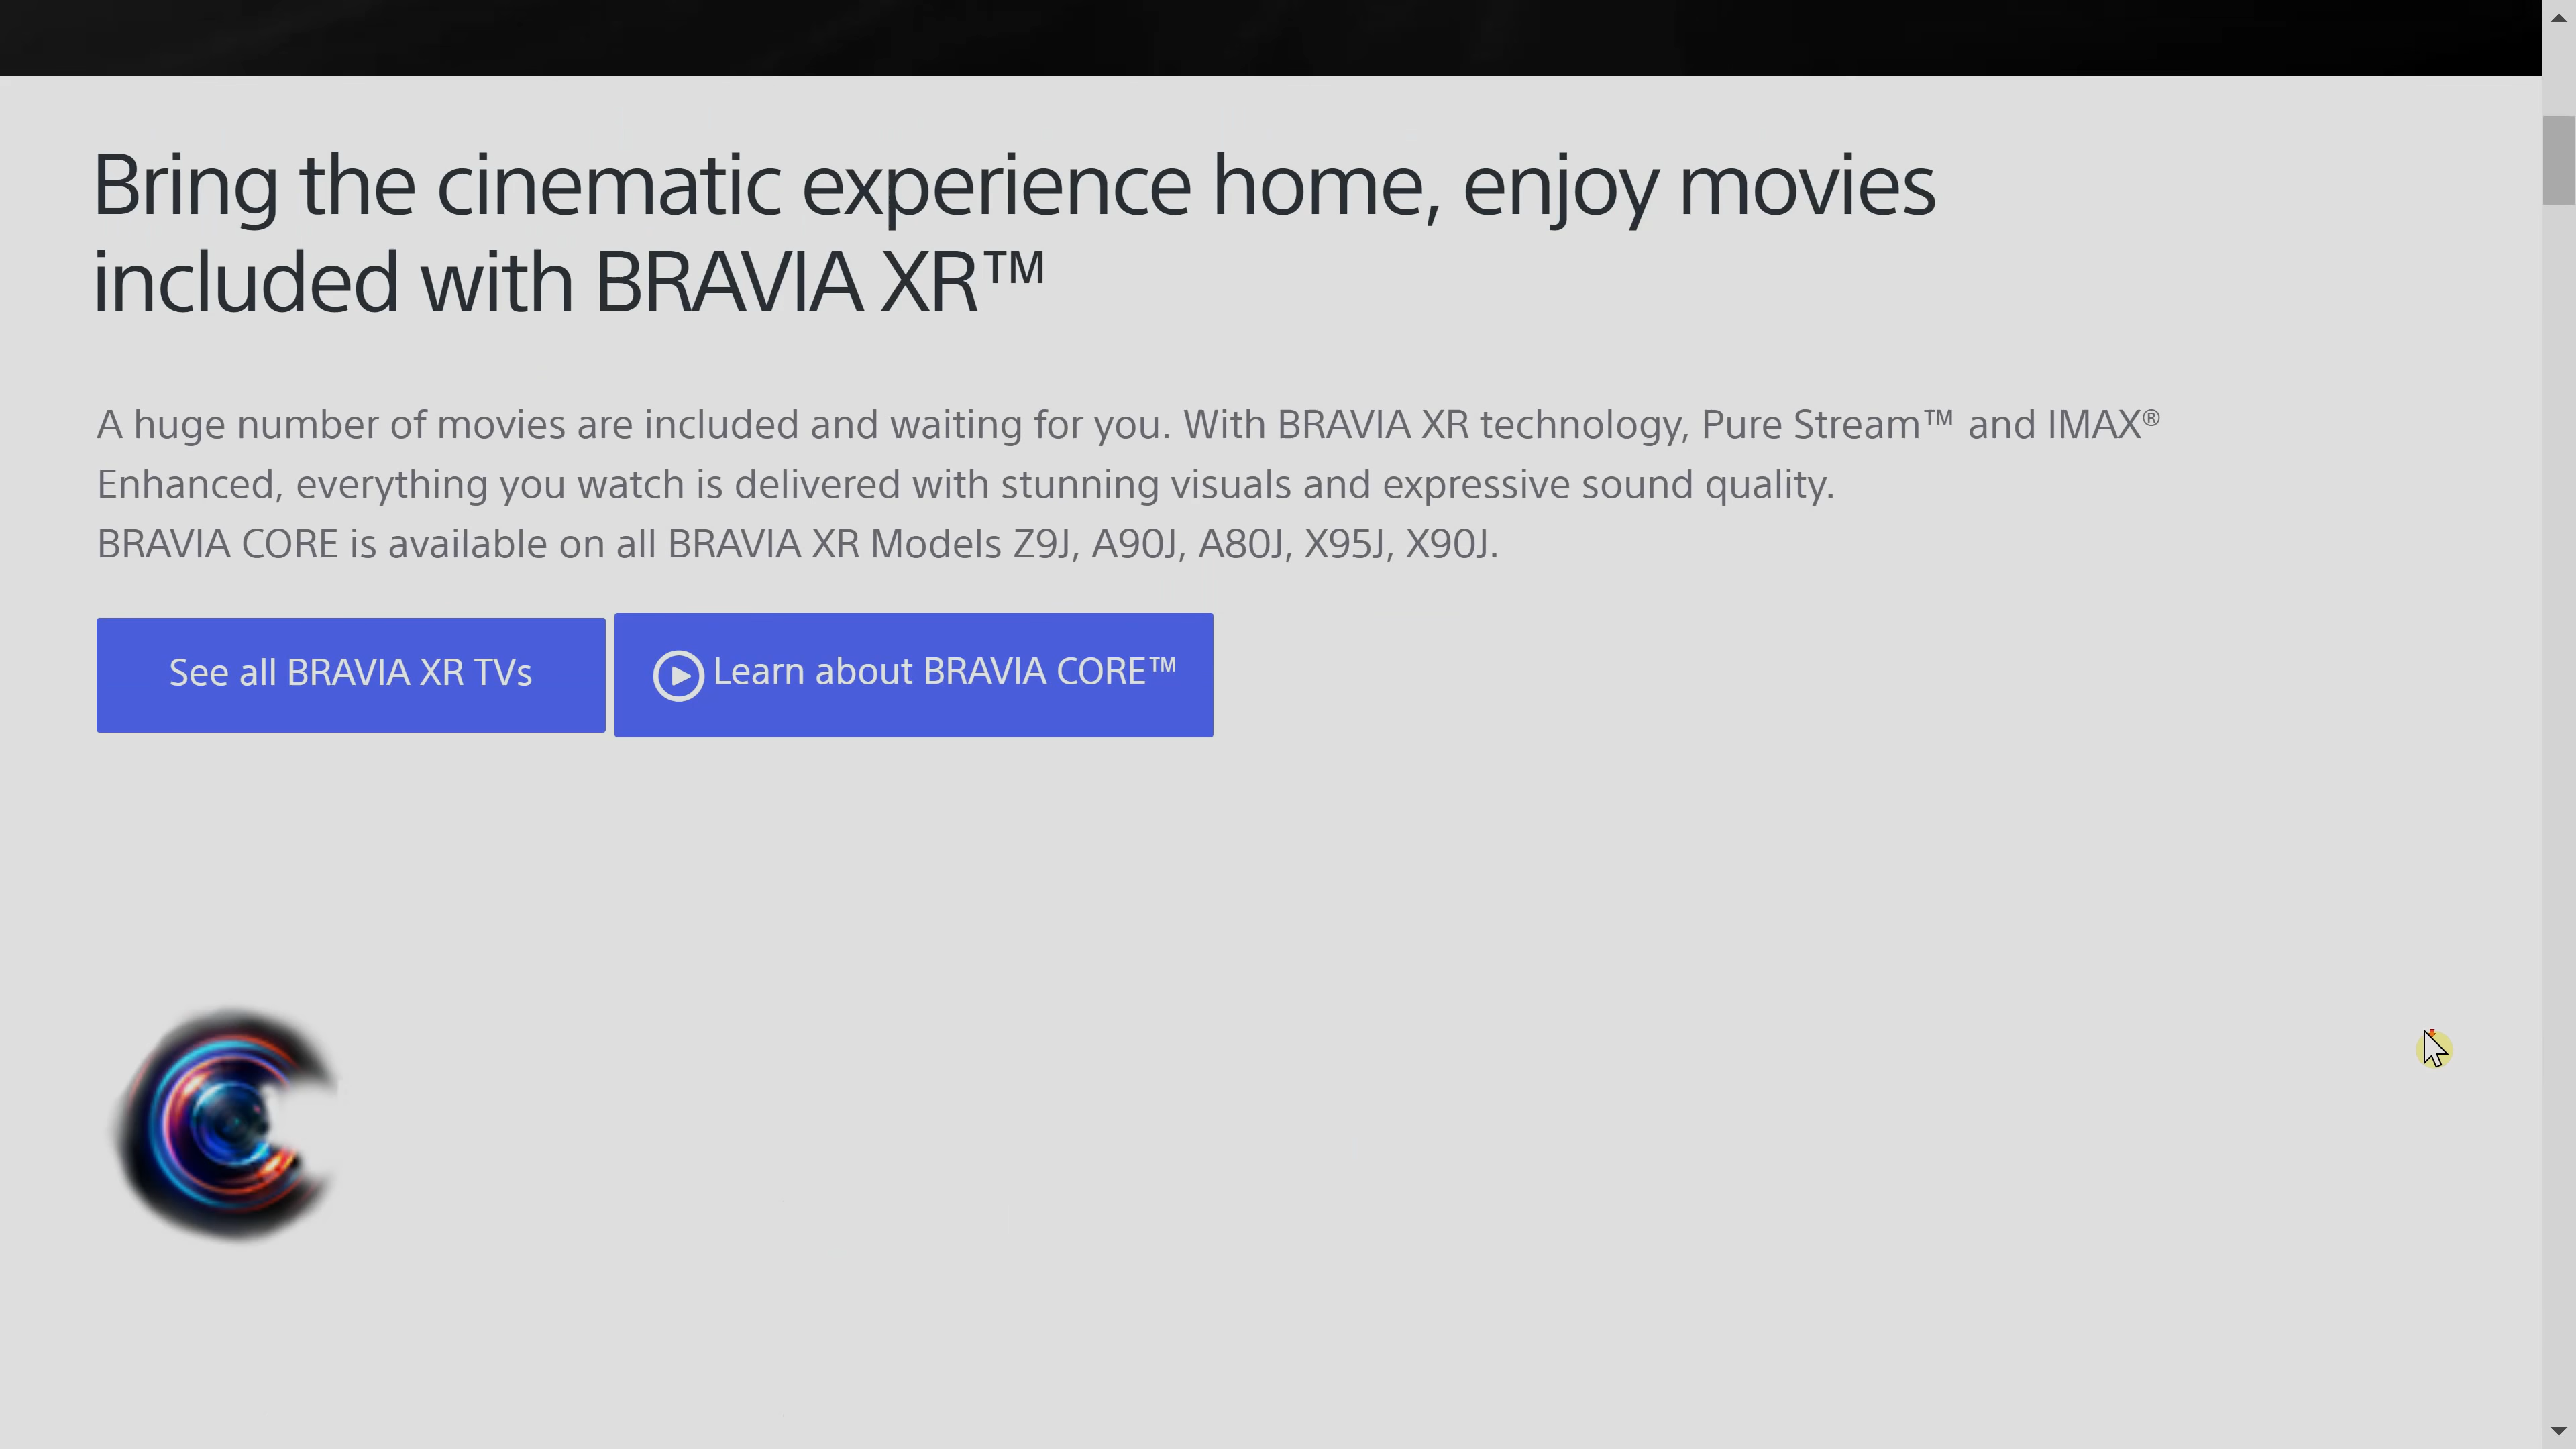 Bring the cinematic experience home, enjoy movies
included with BRAVIA XR™
A huge number of movies are included and waiting for you. With BRAVIA XR technology, Pure Stream™ and IMAX®
Enhanced, everything you watch is delivered with stunning visuals and expressive sound quality.
BRAVIA CORE is available on all BRAVIA XR Models Z9J, A90J, A80J, X95J, X90J.
See all BRAVIA XR TVs
Learn about BRAVIA CORE™